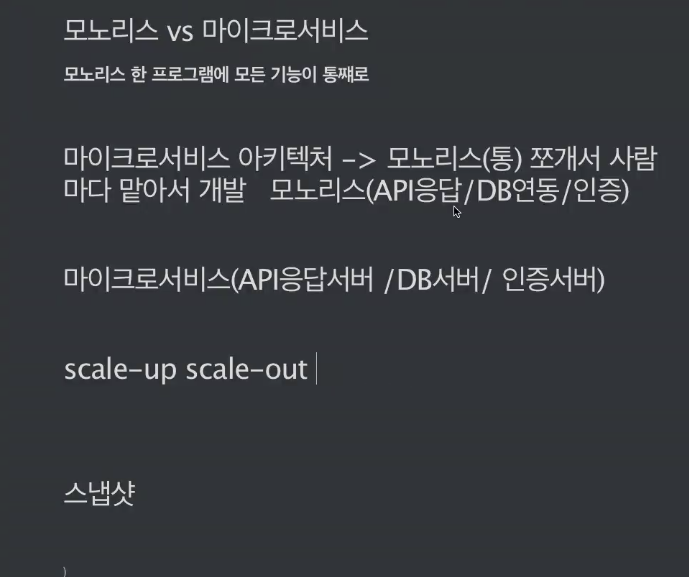 모노리스 vs 마이크로서비스
모노리스 한 프로그램에 모든 기능이 통째로
마이크로서비스 아키텍처 -> 모노리스(통) 쪼개서 사람
마다 맡아서 개발 모노리스(API응답/DB연동/인증)
마이크로서비스(API응답서버 /DB서버/ 인증서버)
scale-up scale-out
스냅샷
)